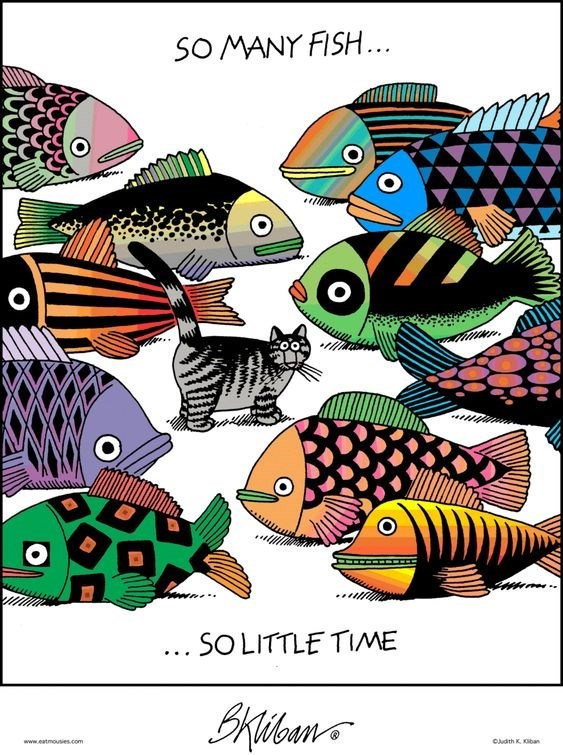 SO MANY FISH...
...SO LITTLE TIME
BKliban®
www.eatmousies.com
©Judith K. Kliban